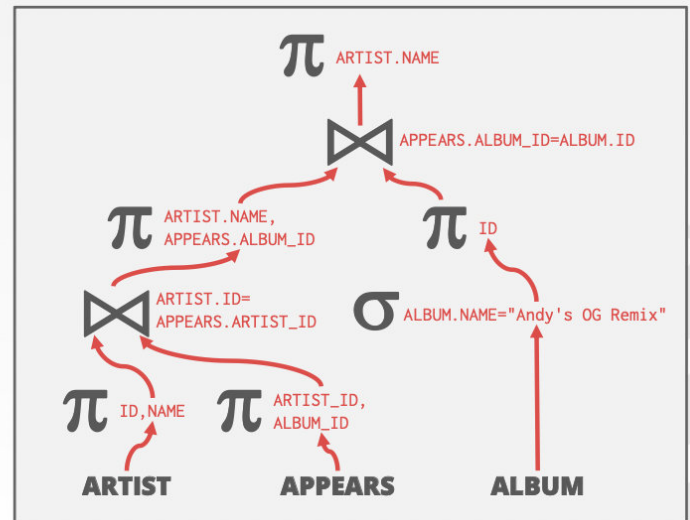 π ARTIST.NAME
⋈ APPEARS.ALBUM_ID=ALBUM.ID
π ARTIST.NAME,
APPEARS.ALBUM_ID
π ID
⋈ ARTIST.ID=
APPEARS.ARTIST_ID
σ ALBUM.NAME="Andy's OG Remix"
π ID,NAME
π ARTIST_ID,
ALBUM_ID
ARTIST
APPEARS
ALBUM